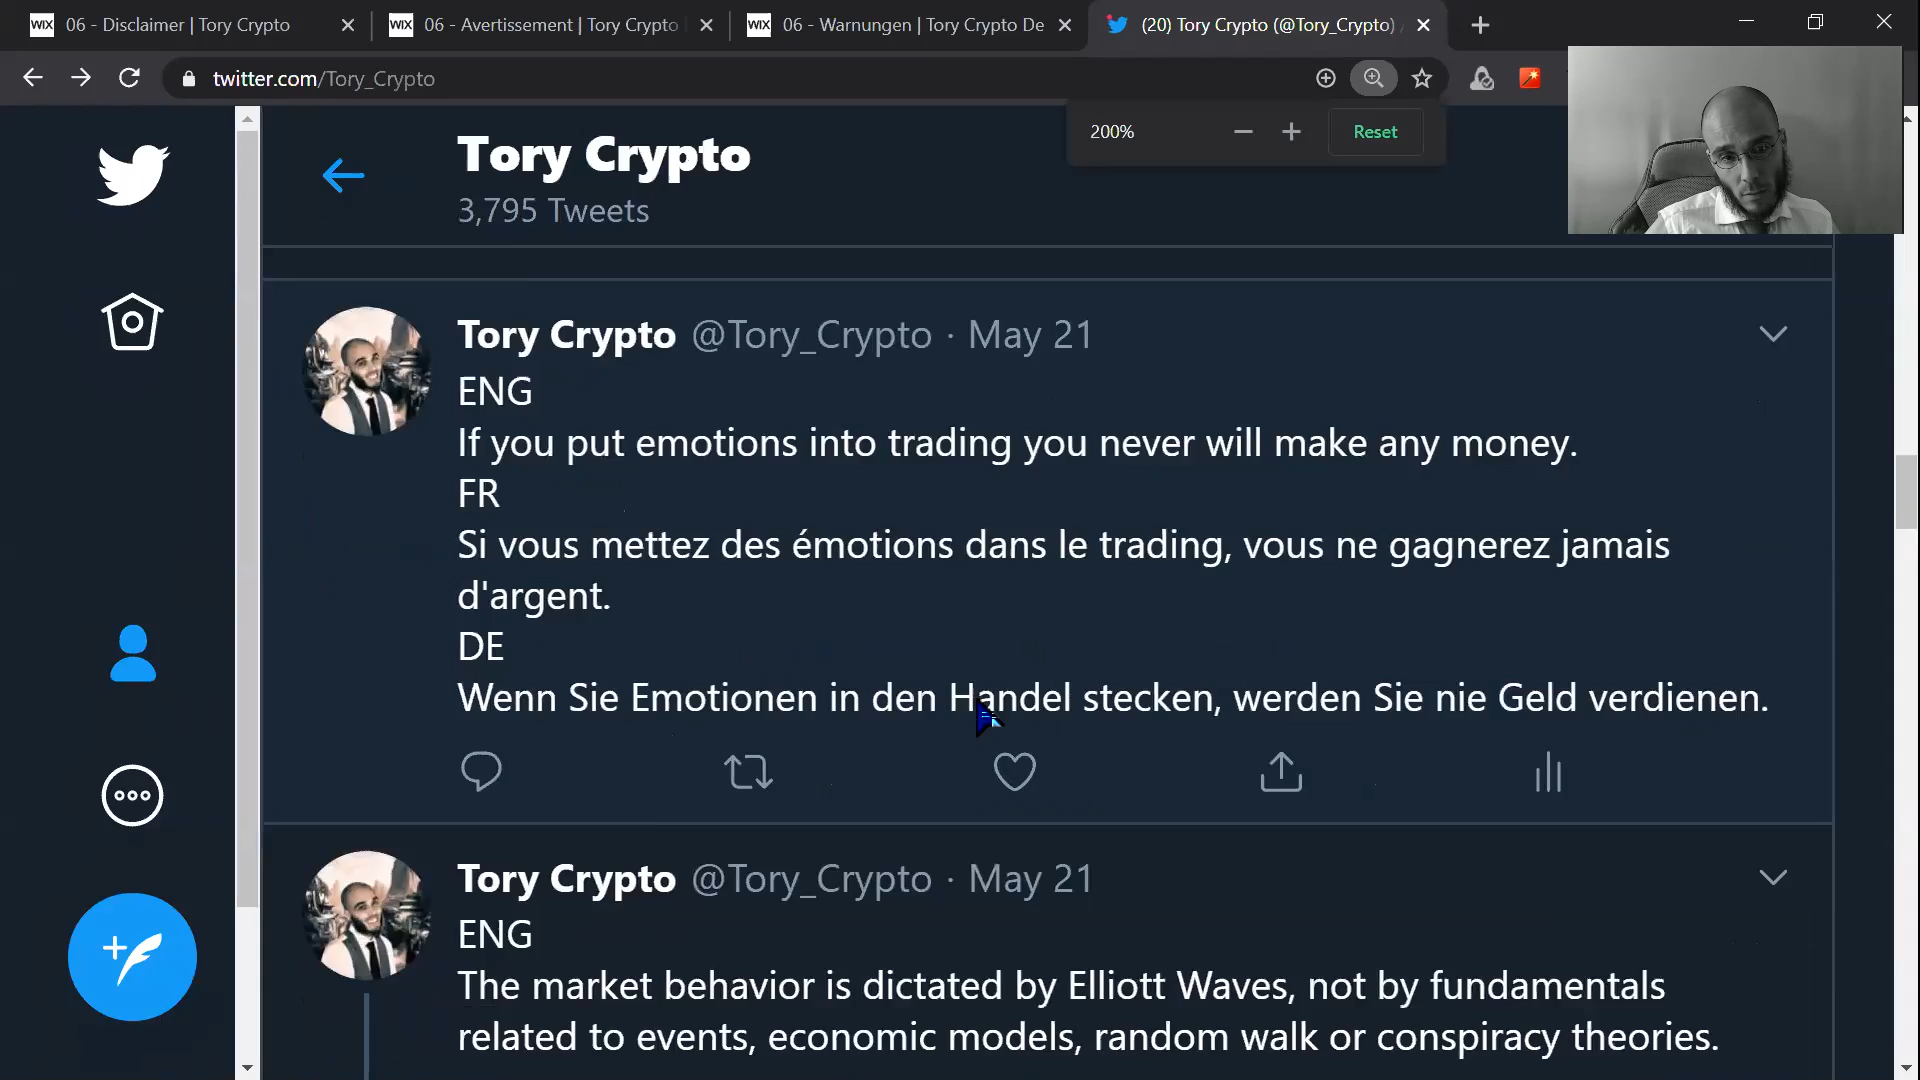 WIX 06 - Disclaimer | Tory Crypto
WIX 06 - Avertissement | Tory Crypto
WIX 06 - Warnungen | Tory Crypto De
(20) Tory Crypto (@Tory_Crypto) /
twitter.com/Tory_Crypto
200%
Reset
Tory Crypto
3,795 Tweets
Tory Crypto @Tory_Crypto · May 21
ENG
If you put emotions into trading you never will make any money.
FR
Si vous mettez des émotions dans le trading, vous ne gagnerez jamais
d'argent.
DE
Wenn Sie Emotionen in den Handel stecken, werden Sie nie Geld verdienen.
Tory Crypto @Tory_Crypto · May 21
ENG
The market behavior is dictated by Elliott Waves, not by fundamentals
related to events, economic models, random walk or conspiracy theories.